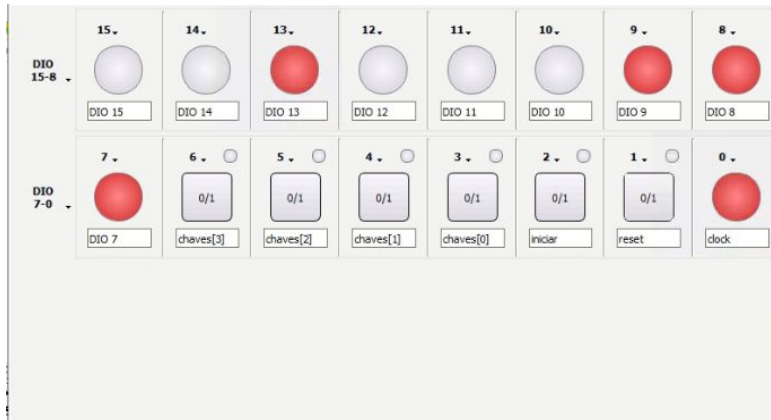 15 14 13 12 11 10 9 8
DIO
15-8
DIO 15 DIO 14 DIO 13 DIO 12 DIO 11 DIO 10 DIO 9 DIO 8
7 6 5 4 3 2 1 0
DIO
7-0
0/1 0/1 0/1 0/1 0/1 0/1
DIO 7 chaves[3] chaves[2] chaves[1] chaves[0] iniciar reset clock